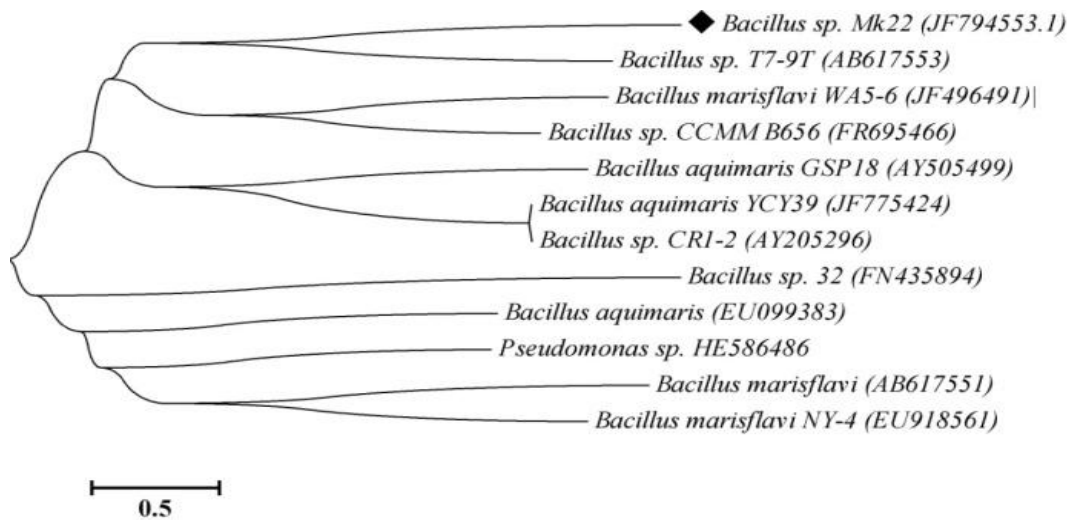 Bacillus sp. Mk22 (JF794553.1)
Bacillus sp. T7-9T (AB617553)
Bacillus marisflavi WA5-6 (JF496491)|
Bacillus sp. CCMM B656 (FR695466)
Bacillus aquimaris GSP18 (AY505499)
Bacillus aquimaris YCY39 (JF775424)
Bacillus sp. CR1-2 (AY205296)
Bacillus sp. 32 (FN435894)
Bacillus aquimaris (EU099383)
Pseudomonas sp. HE586486
Bacillus marisflavi (AB617551)
Bacillus marisflavi NY-4 (EU918561)
0.5